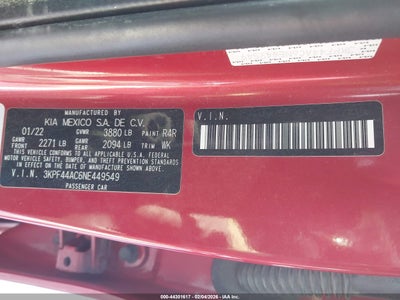 MANUFACTURED BY
KIA MEXICO S.A. DE C.V.
01/22 GVWR 3880 LB PAINT R4R
GAWR FRONT 2271 LB GAWR REAR 2094 LB TRIM WK
THIS VEHICLE CONFORMS TO ALL APPLICABLE U.S. FEDERAL
MOTOR VEHICLE SAFETY, BUMPER, AND THEFT PREVENTION STANDARDS
IN EFFECT ON THE DATE OF MANUFACTURE SHOWN ABOVE.
V.I.N. 3KPF44AC6NE449549
PASSENGER CAR
V.I.N.
000-44301617 - 02/04/2026 -